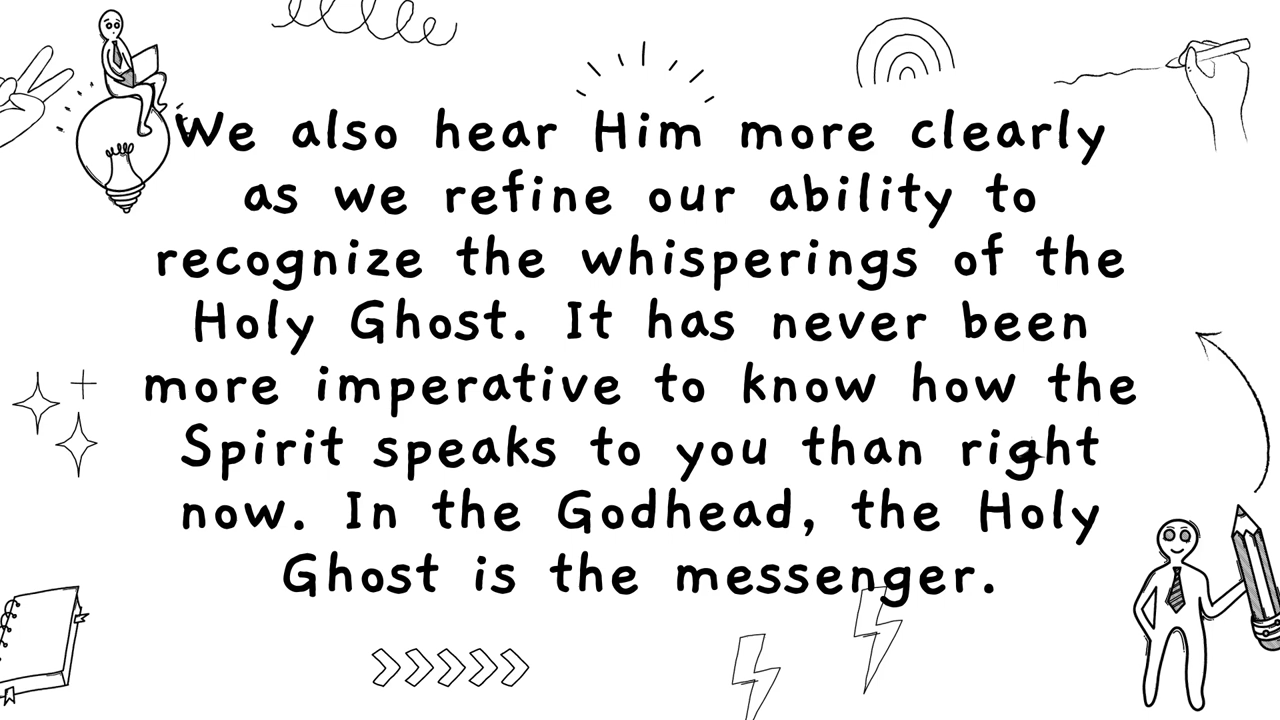 We also hear Him more clearly
as we refine our ability to
recognize the whisperings of the
Holy Ghost. It has never been
more imperative to know how the
Spirit speaks to you than right
now. In the Godhead, the Holy
Ghost is the messenger.